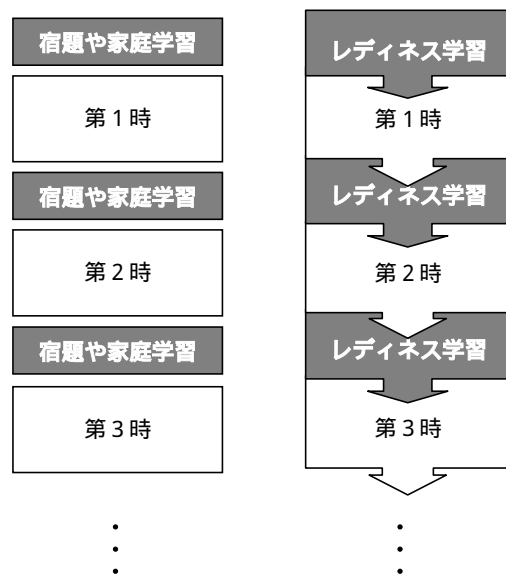 宿題や家庭学習
第1時
宿題や家庭学習
第2時
宿題や家庭学習
第3時
レディネス学習
第1時
レディネス学習
第2時
レディネス学習
第3時